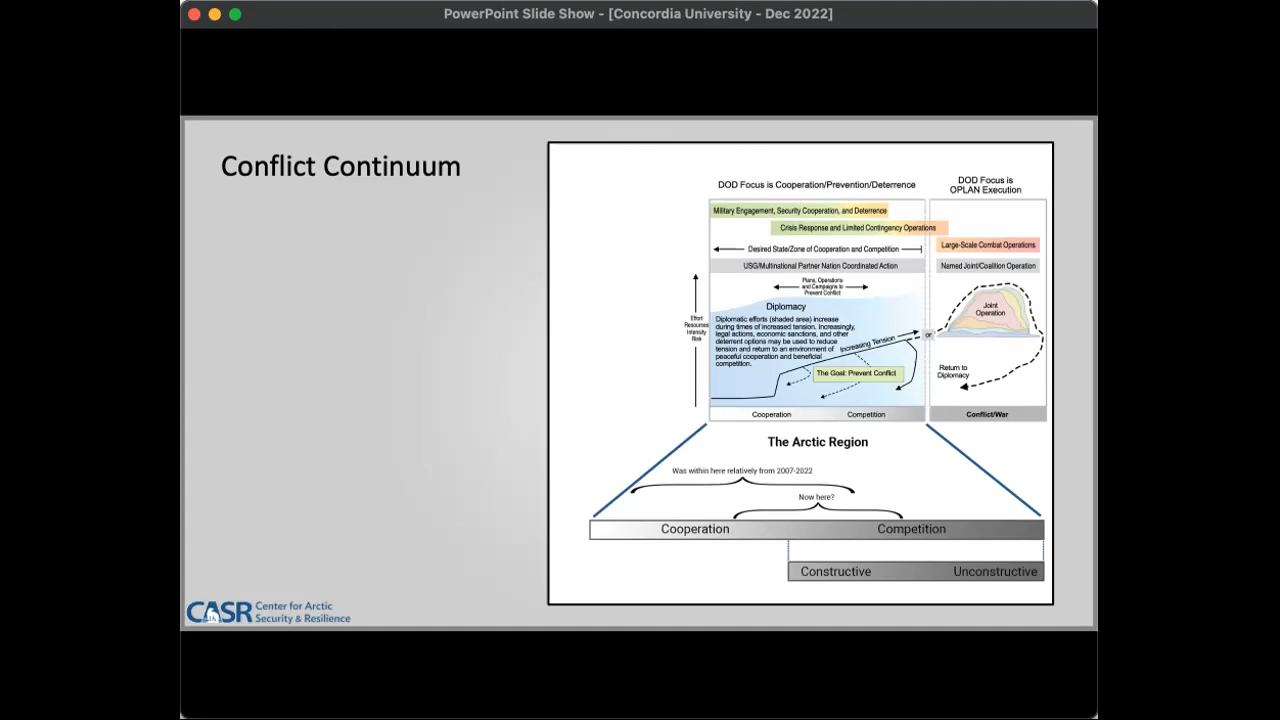 PowerPoint Slide Show - [Concordia University - Dec 2022]
Conflict Continuum
DOD Focus is Cooperation/Prevention/Deterrence
DOD Focus is
OPLAN Execution
Military Engagement, Security Cooperation, and Deterrence
Crisis Response and Limited Contingency Operations
Large-Scale Combat Operations
Desired State/Zone of Cooperation and Competition
USG/Multinational Partner Nation Coordinated Action
Named Joint/Coalition Operation
Plans, Operations
and Campaigns to
Prevent Conflict
Diplomacy
Diplomatic efforts (shaded area) increase
during times of increased tension. Increasingly,
legal actions, economic sanctions, and other
deterrent options may be used to reduce
tension and return to an environment of
peaceful cooperation and beneficial
competition.
Effort
Resources
Intensity
Risk
Increasing Tension
or
Joint
Operation
The Goal: Prevent Conflict
Return to
Diplomacy
Cooperation
Competition
Conflict/War
The Arctic Region
Was within here relatively from 2007-2022
Now here?
Cooperation
Competition
Constructive
Unconstructive
CASR Center for Arctic
Security & Resilience